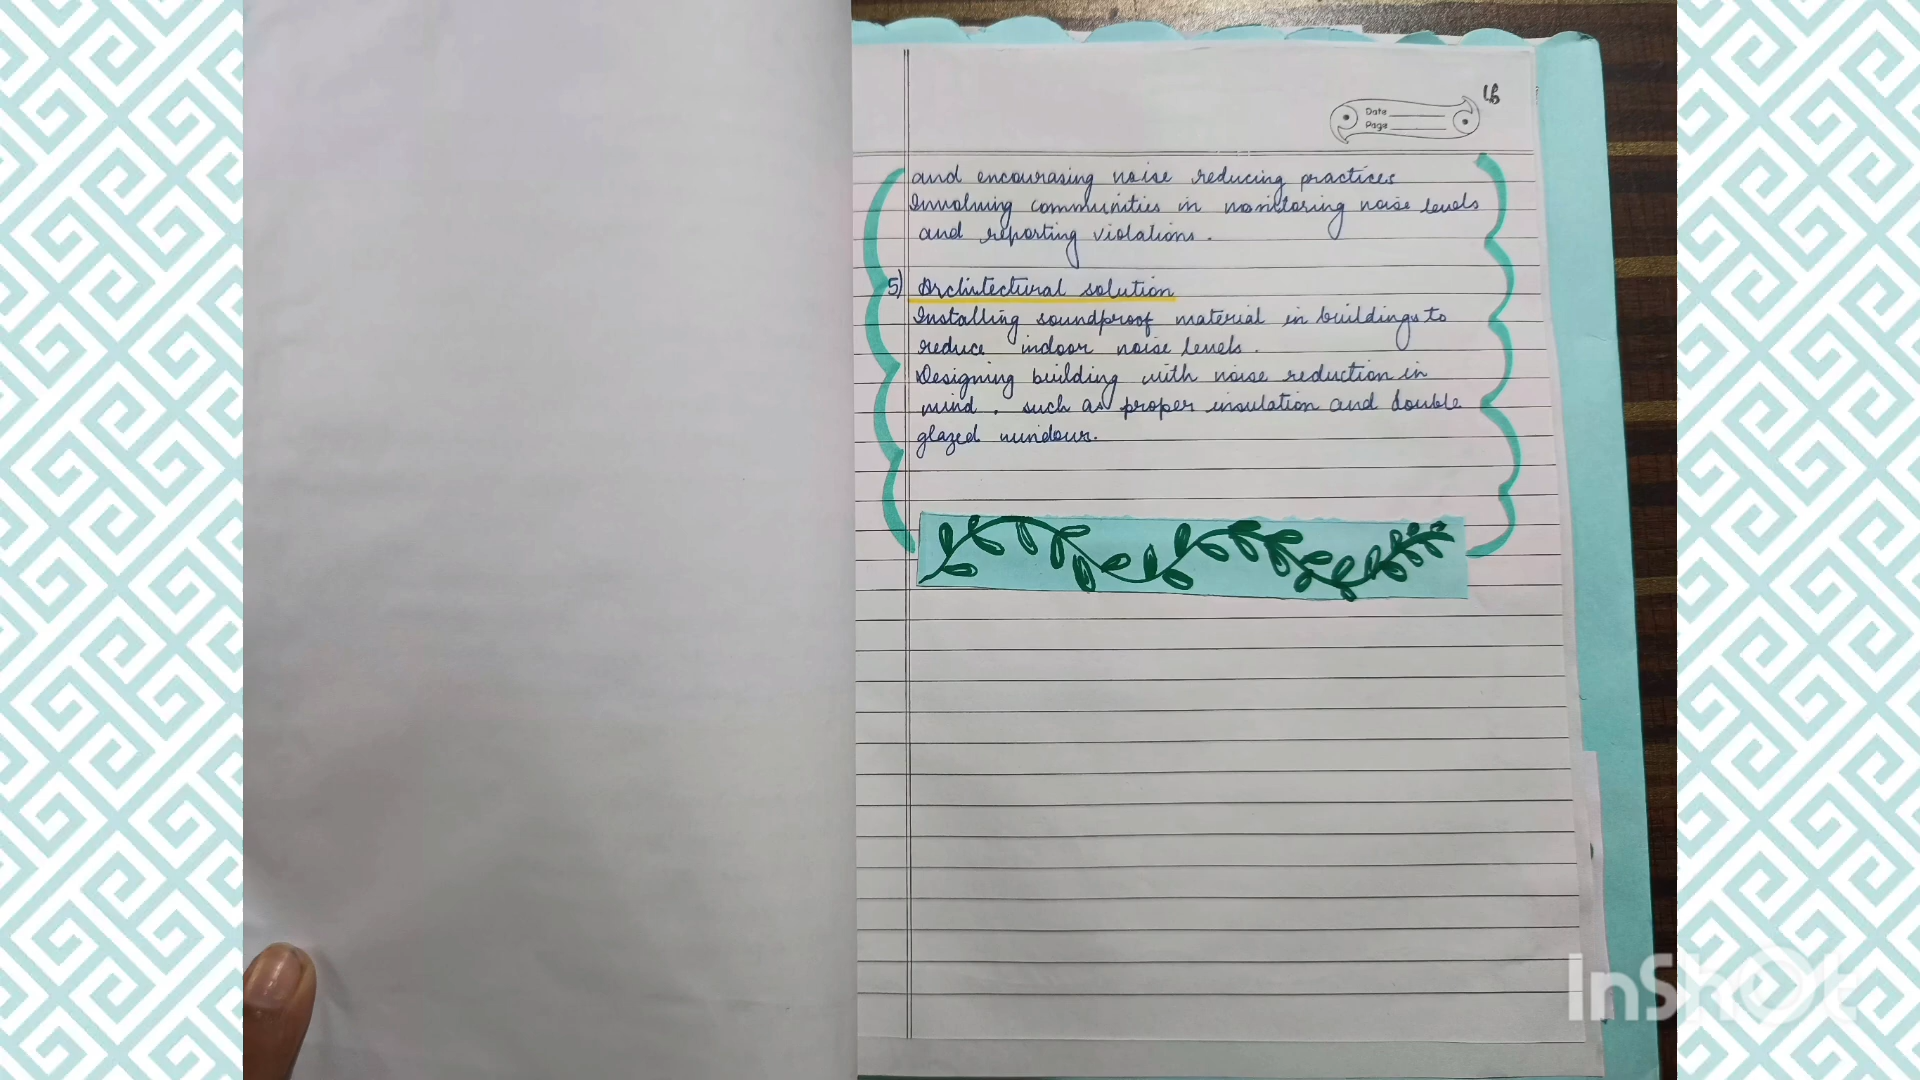 Date
Page
and encourasing noise reducing practices
Involving communities in monitoring noise levels
and reporting violations.
5) Architectural solution
Installing soundproof material in buildings to
reduce indoor noise levels.
Designing building with noise reduction in
mind. such as proper insulation and double
glazed windows.
InShOt